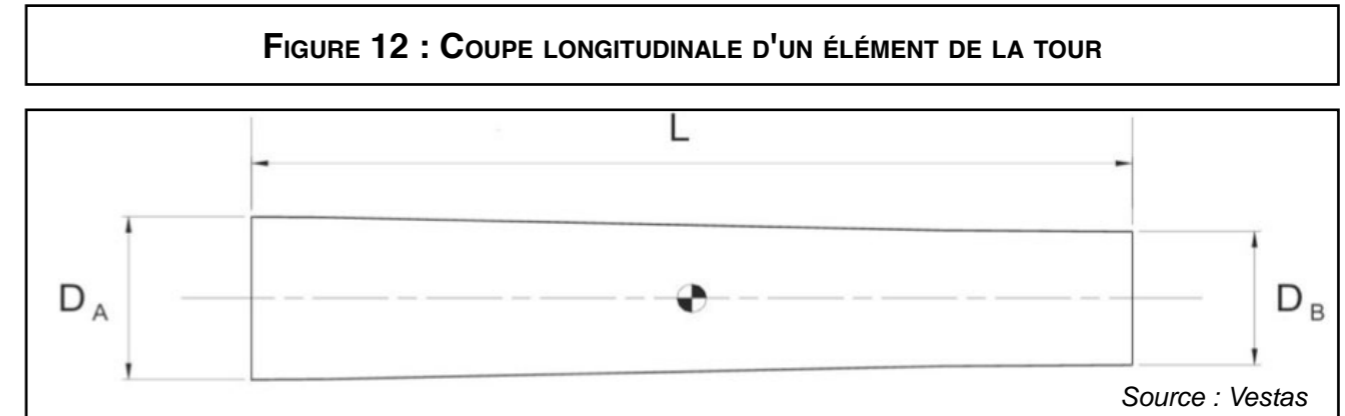 FIGURE 12 : COUPE LONGITUDINALE D'UN ÉLÉMENT DE LA TOUR
L
D A
D B
Source : Vestas